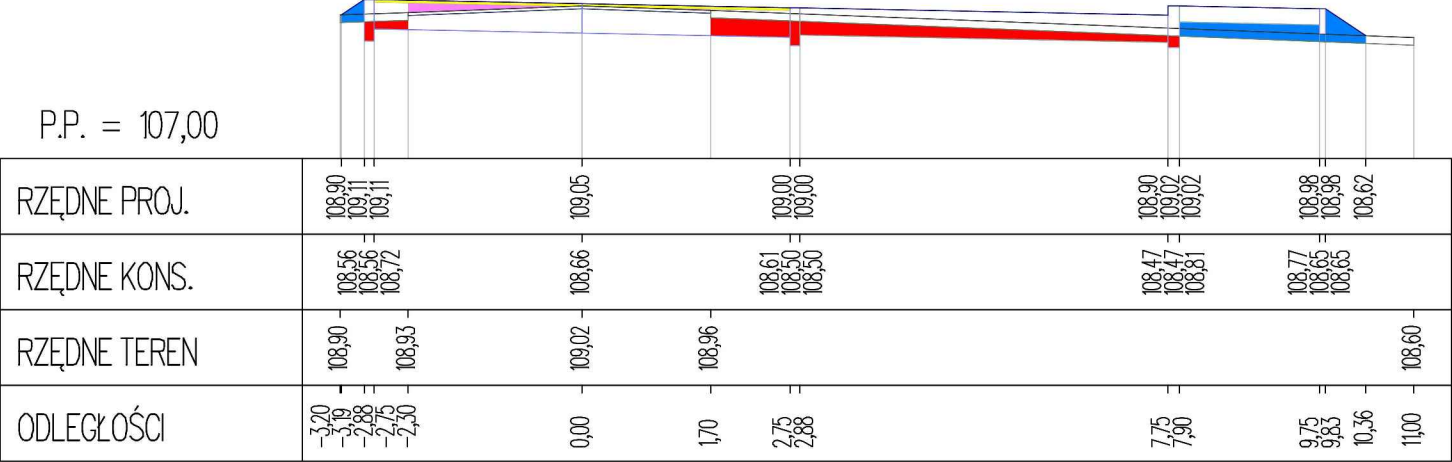 P.P. = 107,00
RZĘDNE PROJ. 108,90 109,11 109,11 109,05 109,00 109,00 108,90 109,02 109,02 108,98 108,98 108,62
RZĘDNE KONS. 108,56 108,56 108,72 108,66 108,61 108,50 108,50 108,47 108,47 108,81 108,77 108,65 108,65
RZĘDNE TEREN 108,90 108,93 109,02 108,96 108,60
ODLEGŁOŚCI -3,20 -3,19 -2,88 -2,75 -2,30 0,00 1,70 2,75 2,88 7,75 7,90 9,75 9,83 10,36 11,00